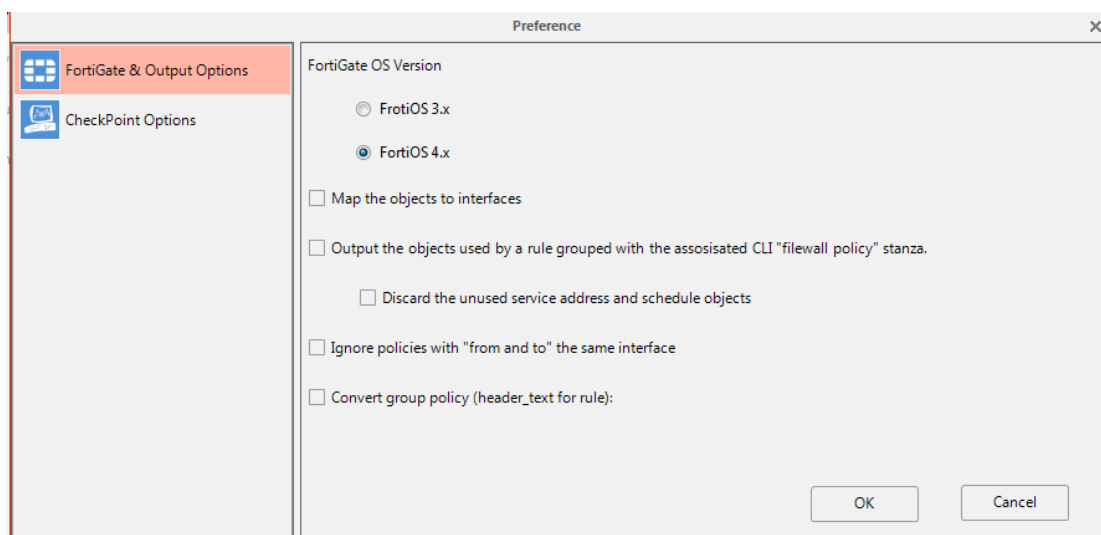 Preference
FortiGate & Output Options
CheckPoint Options
FortiGate OS Version
FrotiOS 3.x
FortiOS 4.x
Map the objects to interfaces
Output the objects used by a rule grouped with the assosisated CLI "filewall policy" stanza.
Discard the unused service address and schedule objects
Ignore policies with "from and to" the same interface
Convert group policy (header_text for rule):
OK
Cancel